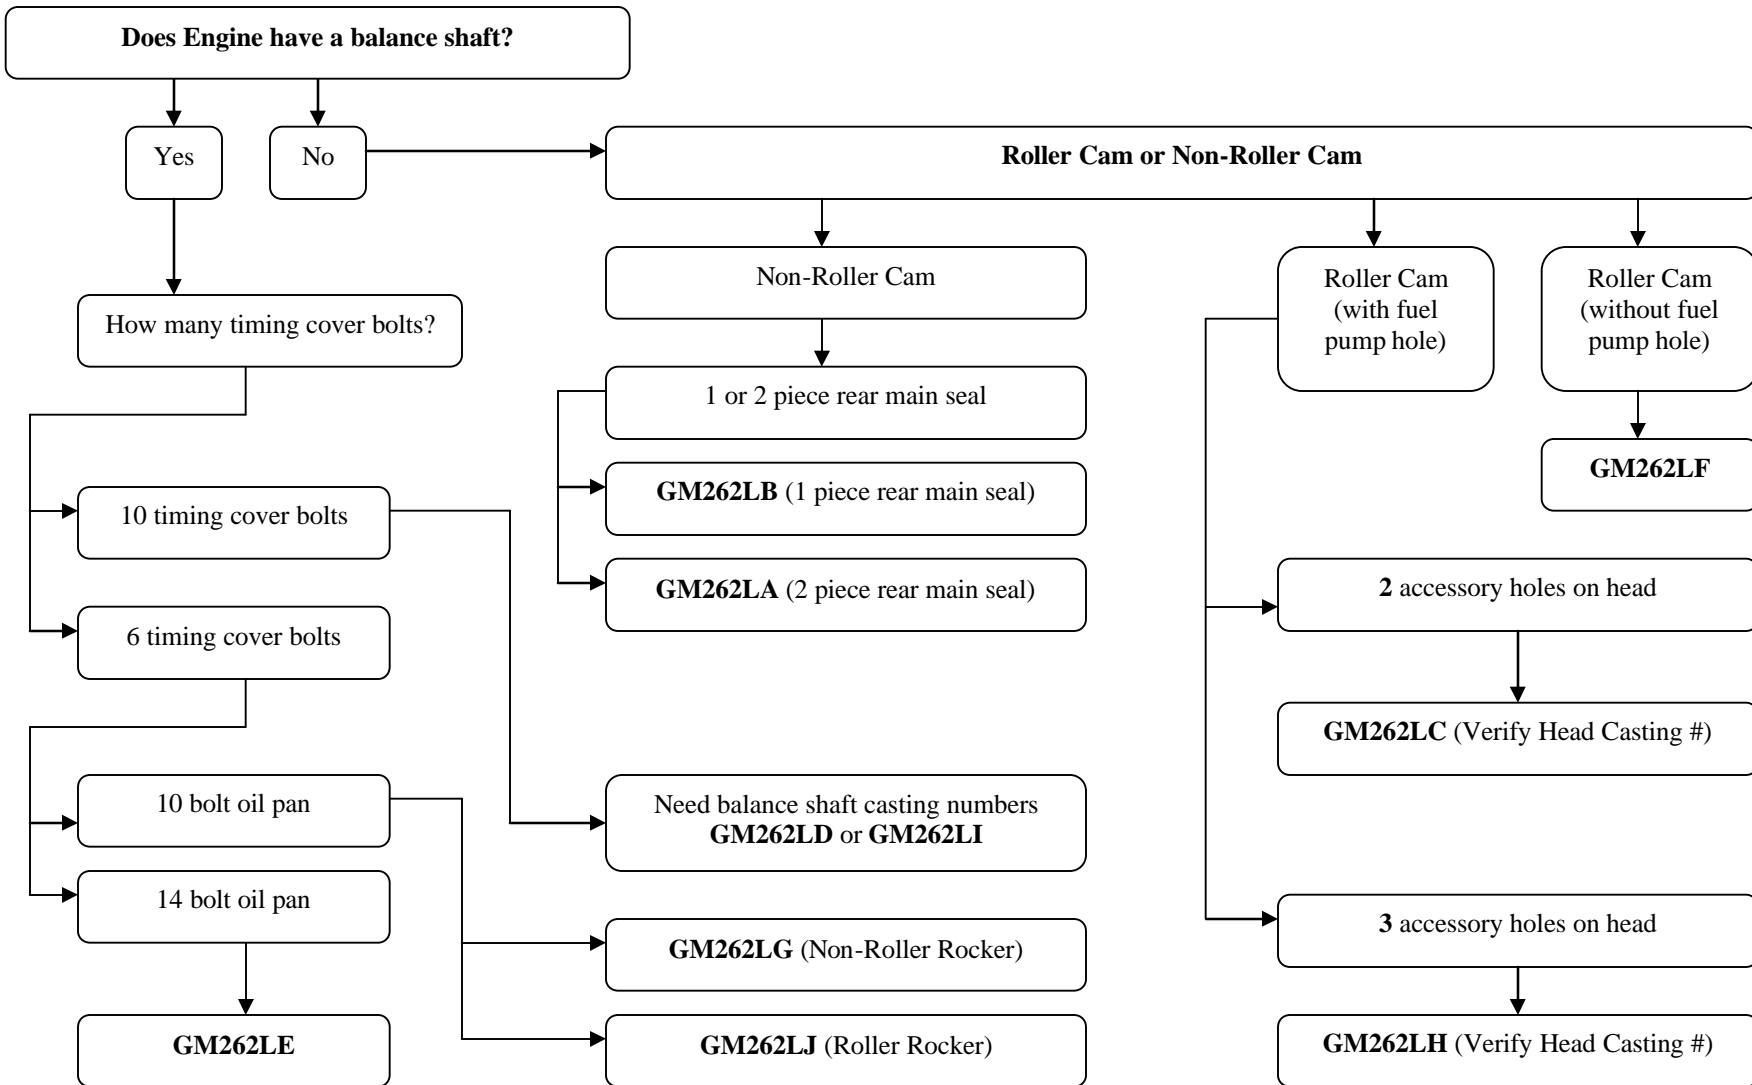 Does Engine have a balance shaft?
Yes
No
Roller Cam or Non-Roller Cam
How many timing cover bolts?
Non-Roller Cam
Roller Cam
(with fuel
pump hole)
Roller Cam
(without fuel
pump hole)
1 or 2 piece rear main seal
GM262LF
GM262LB (1 piece rear main seal)
10 timing cover bolts
GM262LA (2 piece rear main seal)
2 accessory holes on head
6 timing cover bolts
GM262LC (Verify Head Casting #)
10 bolt oil pan
Need balance shaft casting numbers
GM262LD or GM262LI
14 bolt oil pan
3 accessory holes on head
GM262LG (Non-Roller Rocker)
GM262LE
GM262LJ (Roller Rocker)
GM262LH (Verify Head Casting #)